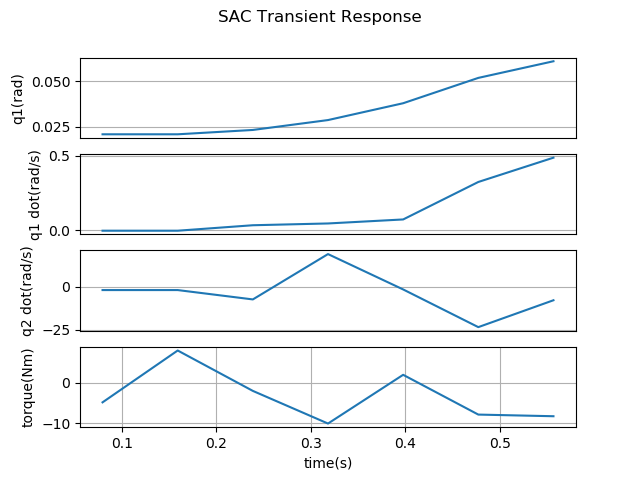 SAC Transient Response
q1(rad)
0.050
0.025
q1 dot(rad/s)
0.5
0.0
q2 dot(rad/s)
0
−25
torque(Nm)
0
−10
0.1 0.2 0.3 0.4 0.5
time(s)